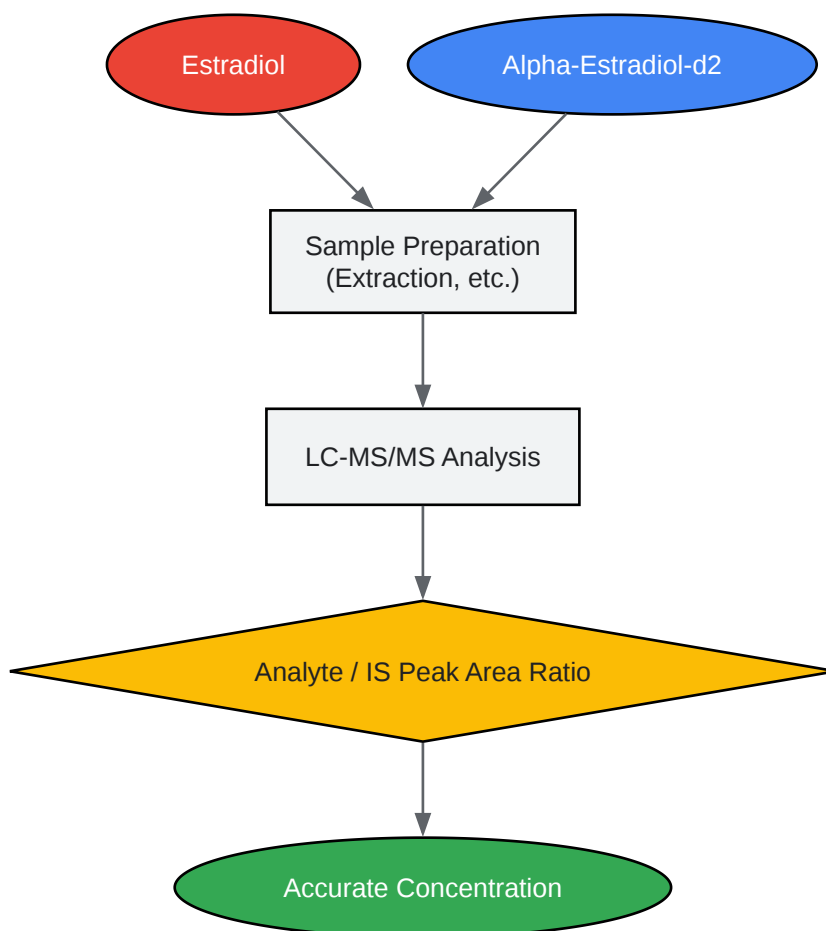 Estradiol
Alpha-Estradiol-d2
Sample Preparation
(Extraction, etc.)
LC-MS/MS Analysis
Analyte / IS Peak Area Ratio
Accurate Concentration